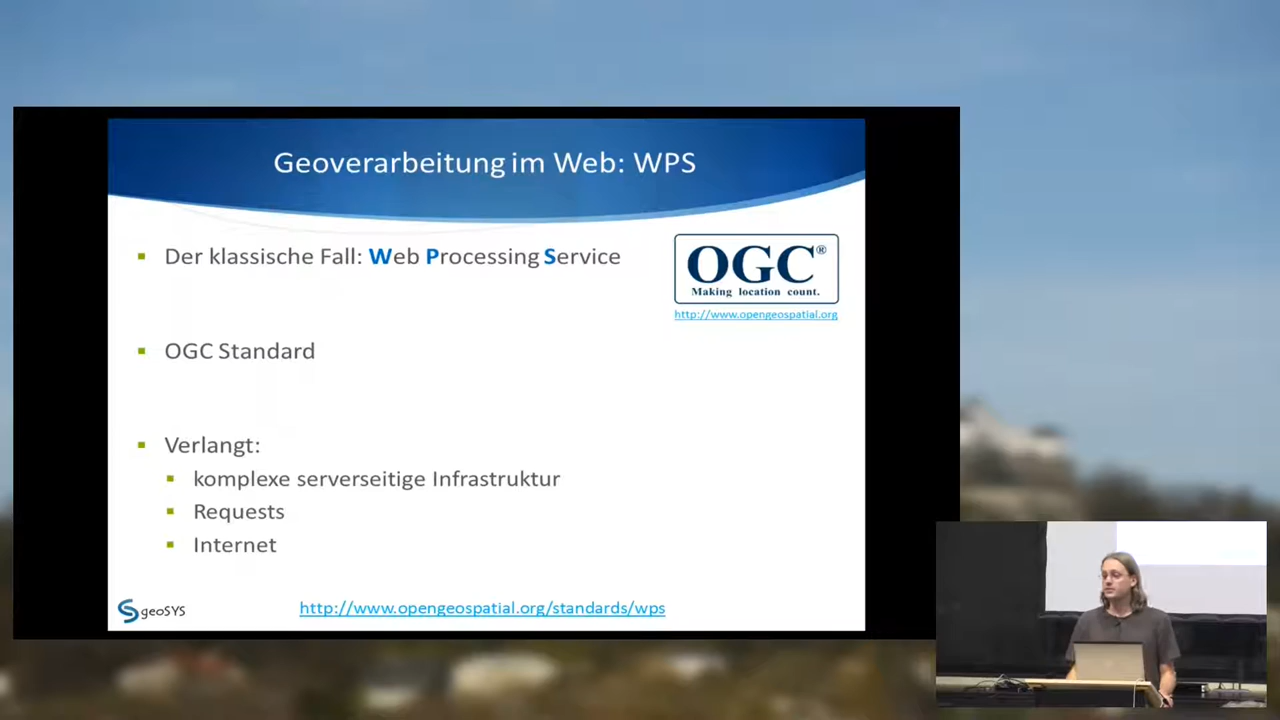 Geoverarbeitung im Web: WPS
Der klassische Fall: Web Processing Service
OGC®
Making location count.
http://www.opengeospatial.org
OGC Standard
Verlangt:
komplexe serverseitige Infrastruktur
Requests
Internet
geoSYS
http://www.opengeospatial.org/standards/wps